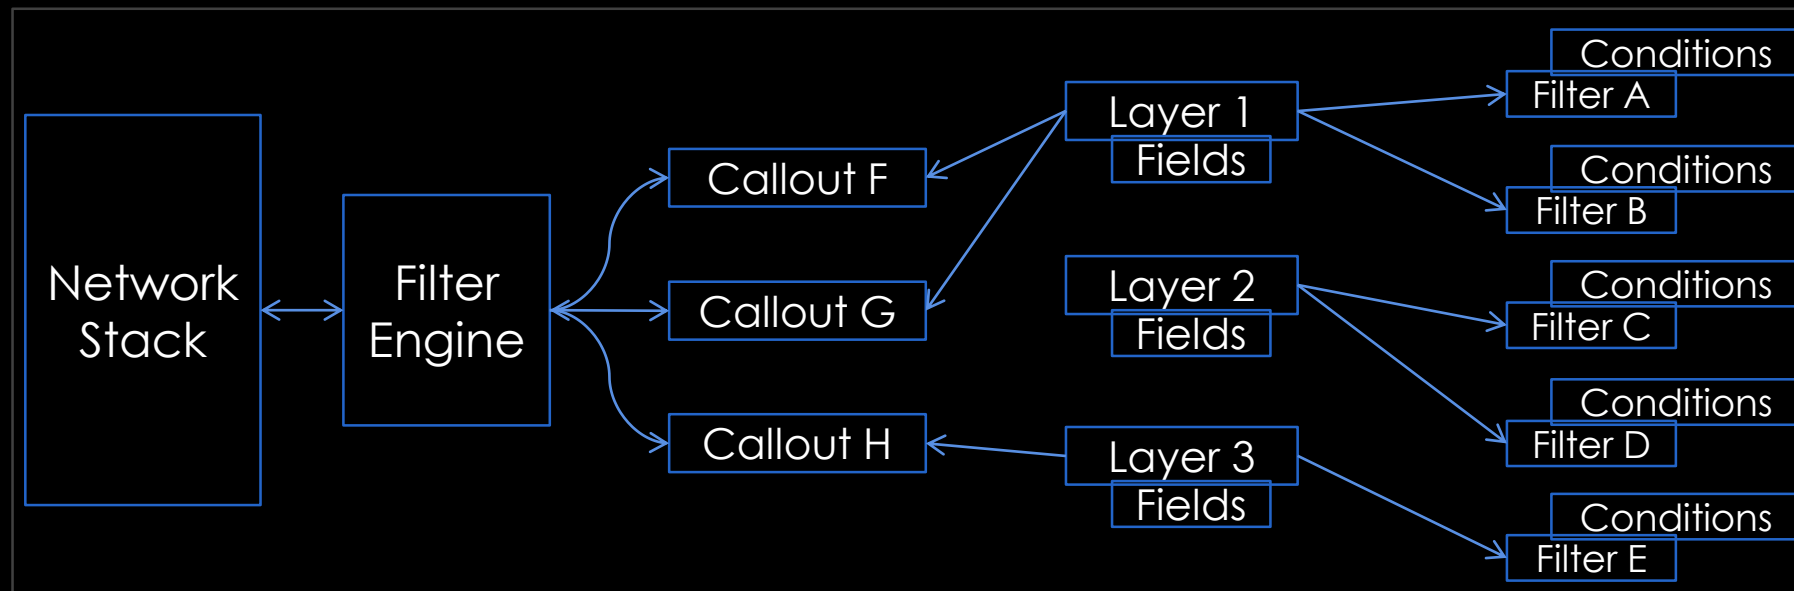 Network
Stack
Filter
Engine
Callout F
Callout G
Callout H
Layer 1
Fields
Layer 2
Fields
Layer 3
Fields
Conditions
Filter A
Conditions
Filter B
Conditions
Filter C
Conditions
Filter D
Conditions
Filter E